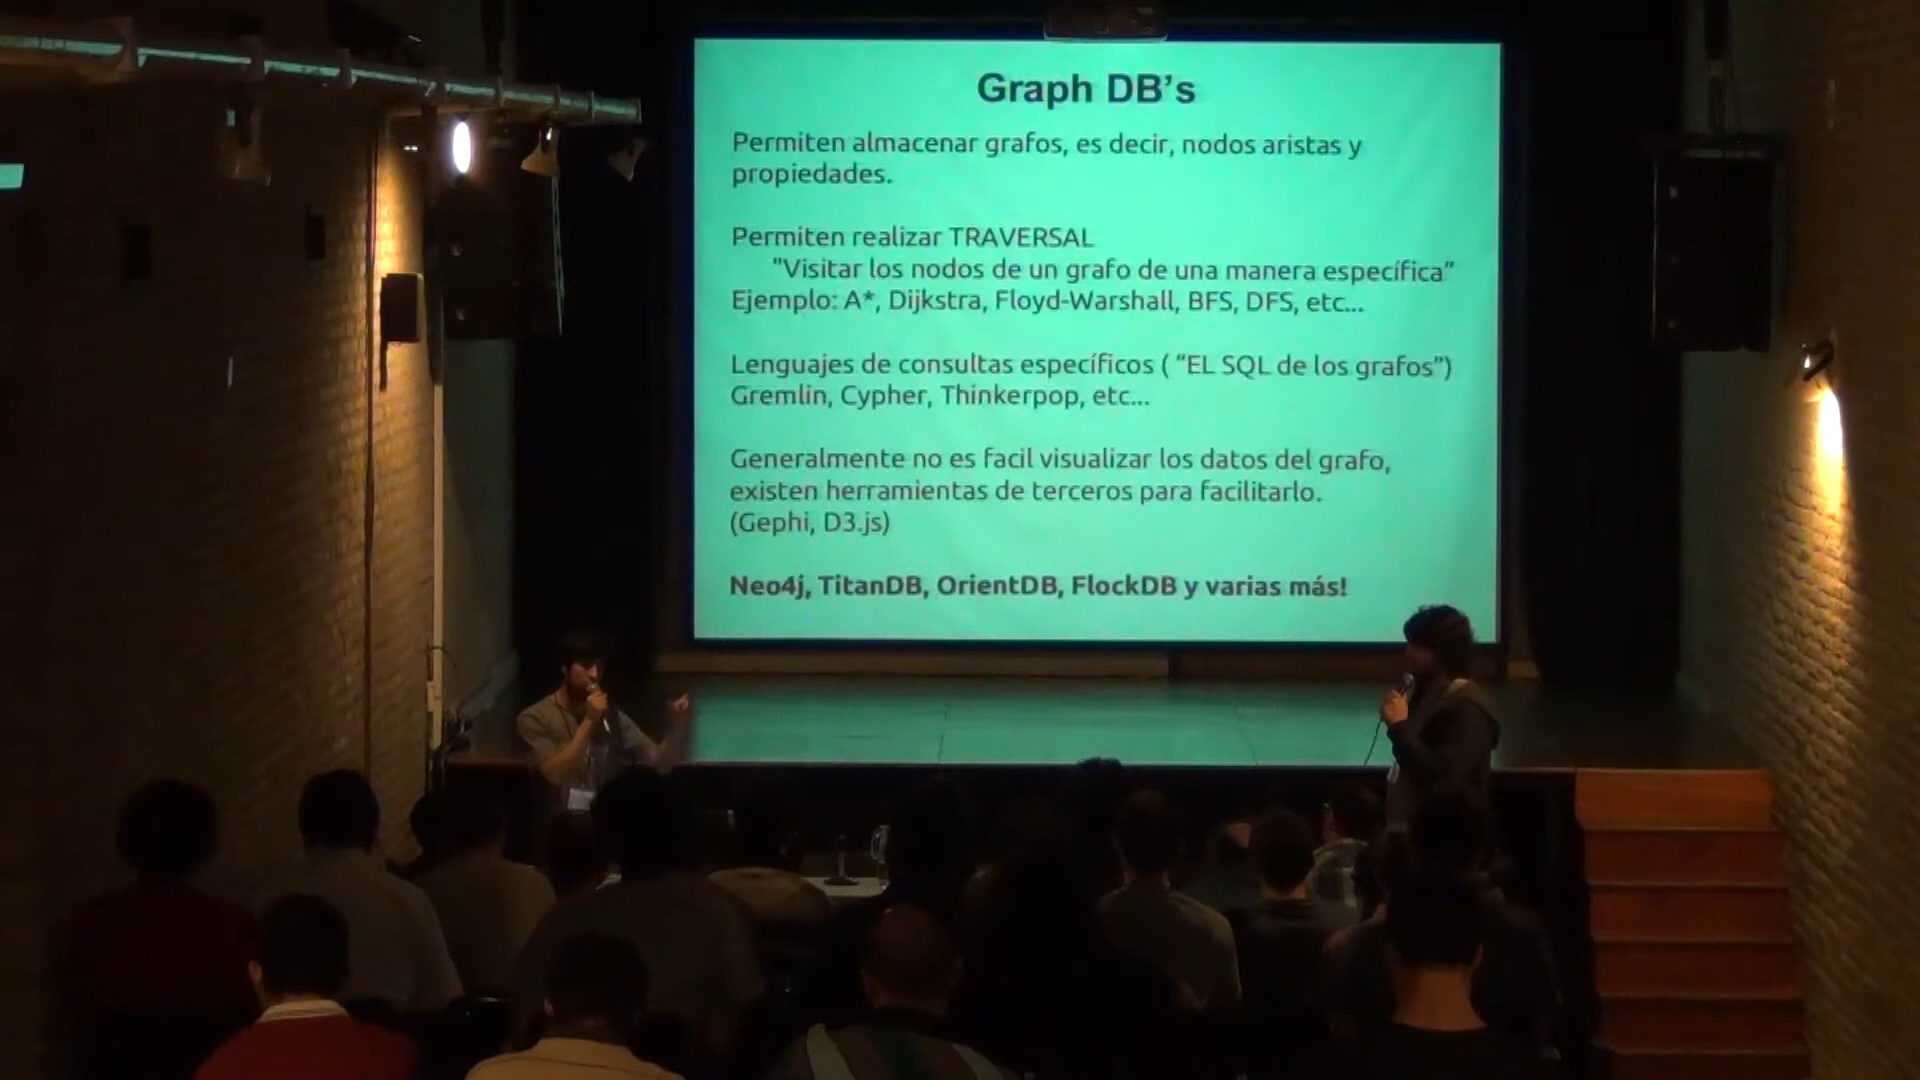 Graph DB’s
Permiten almacenar grafos, es decir, nodos aristas y
propiedades.
Permiten realizar TRAVERSAL
"Visitar los nodos de un grafo de una manera específica”
Ejemplo: A*, Dijkstra, Floyd-Warshall, BFS, DFS, etc...
Lenguajes de consultas específicos ( “EL SQL de los grafos”)
Gremlin, Cypher, Thinkerpop, etc...
Generalmente no es facil visualizar los datos del grafo,
existen herramientas de terceros para facilitarlo.
(Gephi, D3.js)
Neo4j, TitanDB, OrientDB, FlockDB y varias más!